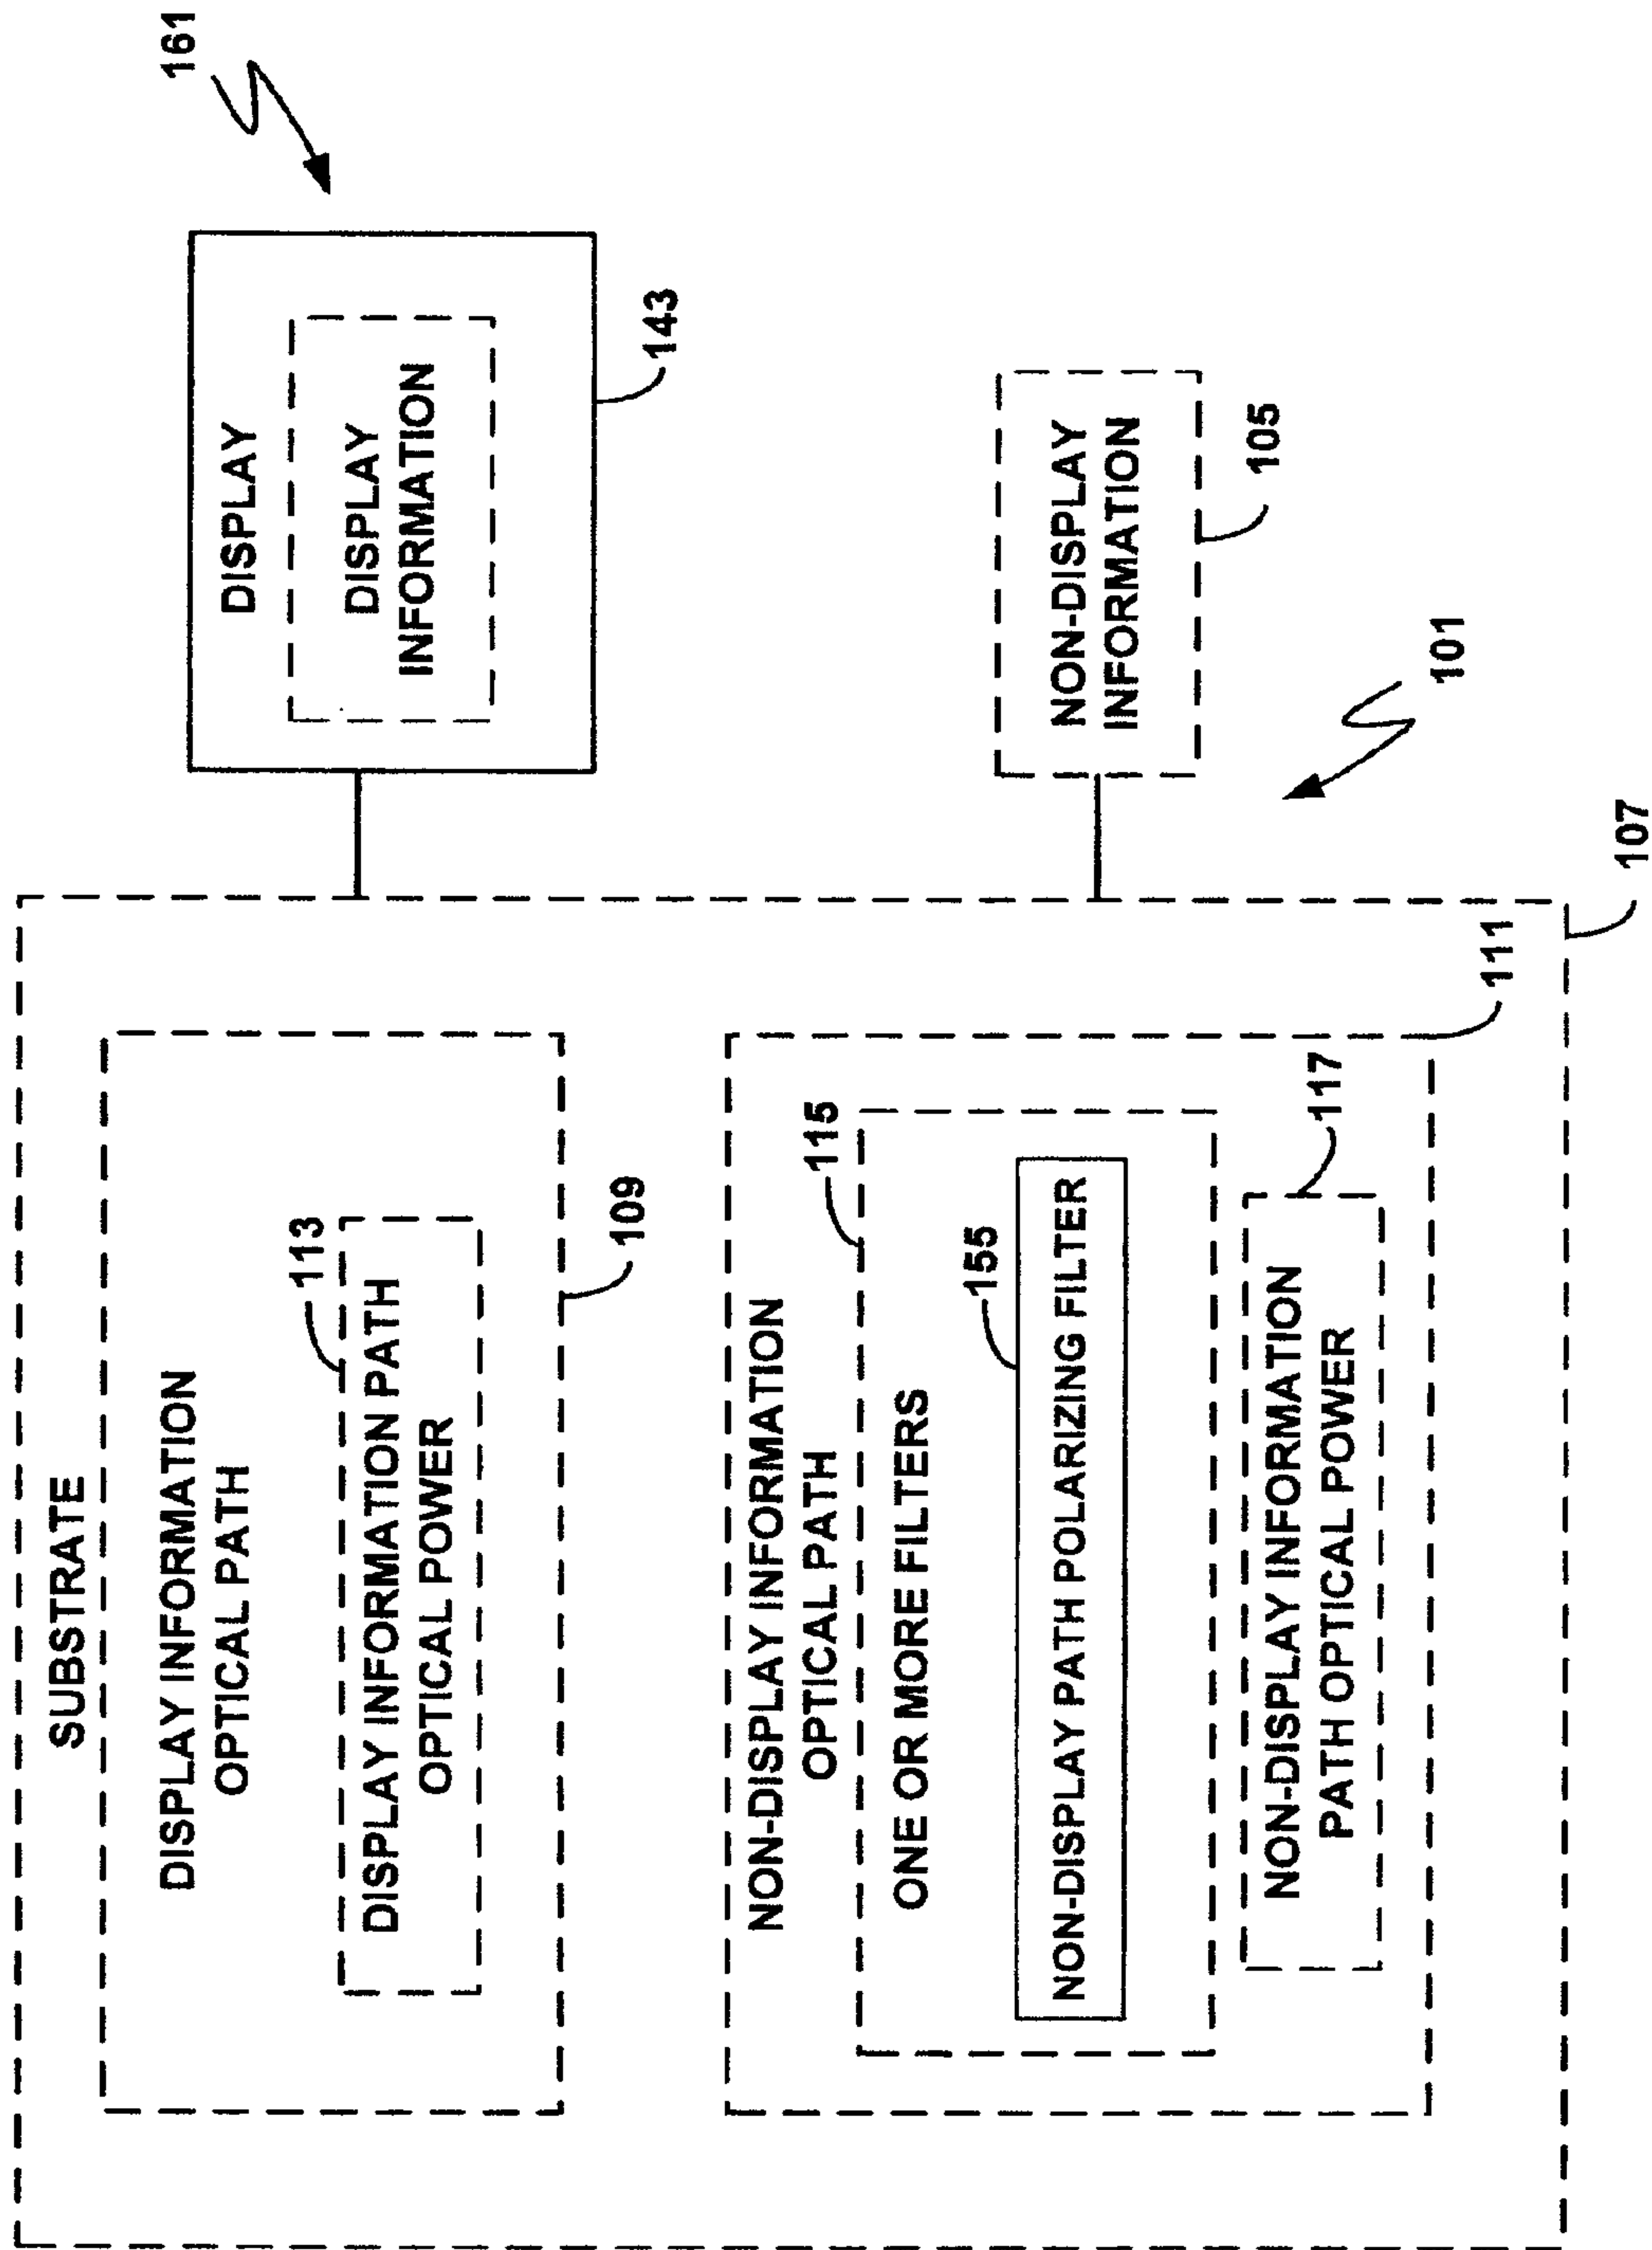 161
DISPLAY
DISPLAY
INFORMATION
143
NON-DISPLAY
INFORMATION
105
101
107
SUBSTRATE
DISPLAY INFORMATION
OPTICAL PATH
113
DISPLAY INFORMATION PATH
OPTICAL POWER
109
NON-DISPLAY INFORMATION
OPTICAL PATH
111
115
ONE OR MORE FILTERS
155
NON-DISPLAY PATH POLARIZING FILTER
117
NON-DISPLAY INFORMATION
PATH OPTICAL POWER